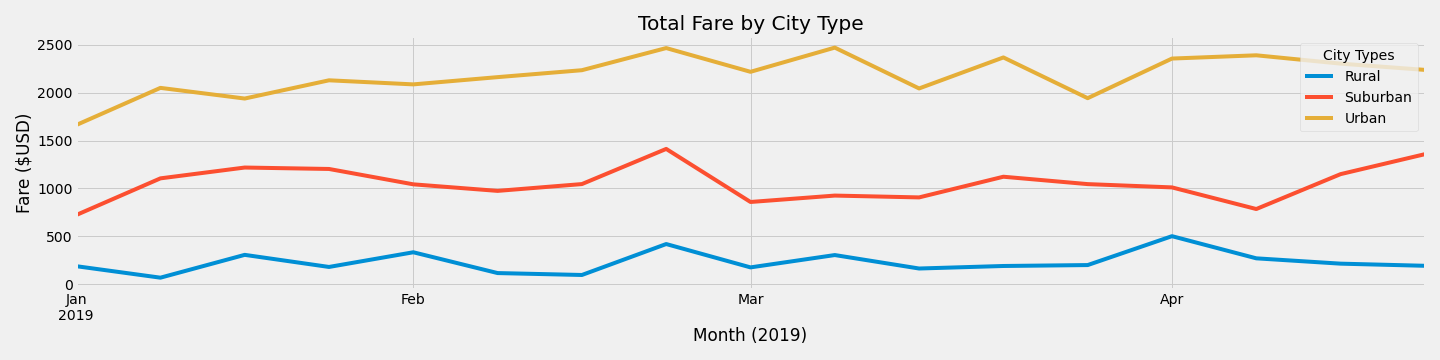 Total Fare by City Type
Fare ($USD)
2500
2000
1500
1000
500
0
City Types
Rural
Suburban
Urban
Jan
2019
Feb
Mar
Apr
Month (2019)